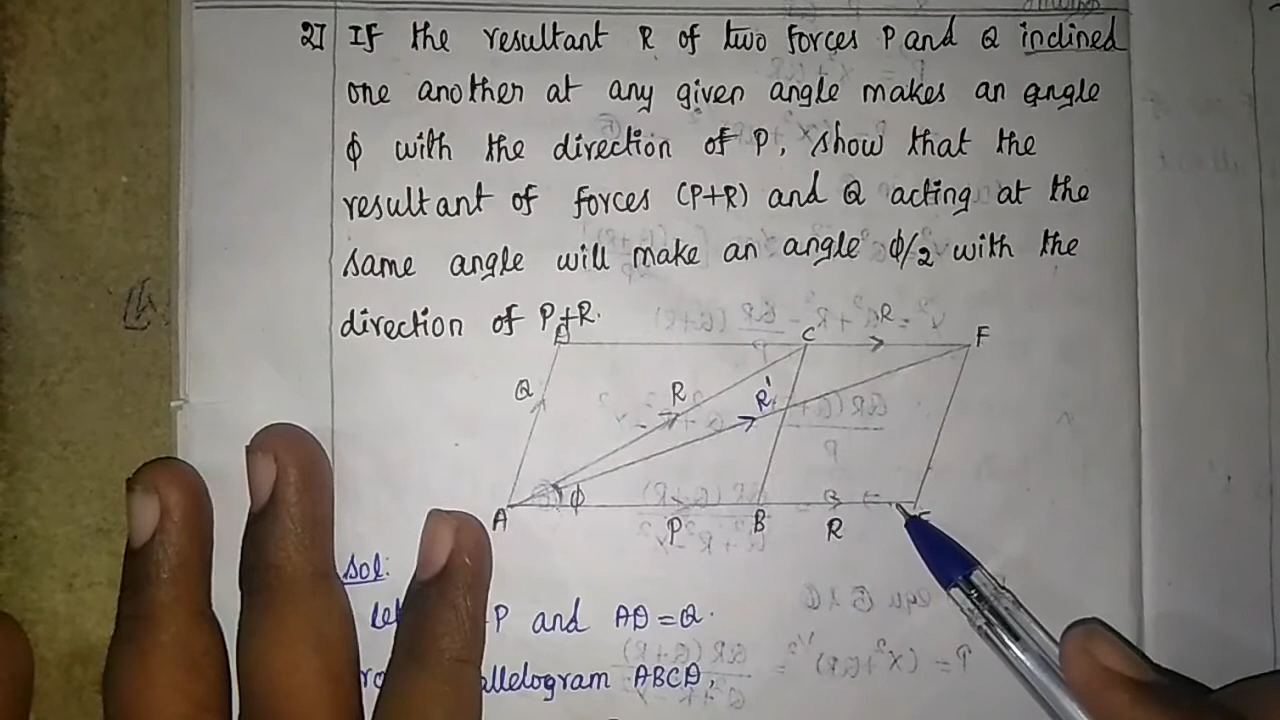 2] If the resultant R of two forces P and Q inclined
one another at any given angle makes an angle
ϕ with the direction of P, show that the
resultant of forces (P+R) and Q acting at the
same angle will make an angle ϕ/2 with the
direction of P+R.
D C R F
Q R R'
A ϕ P B R
Sol:
P and AD = Q.
parallelogram ABCD,